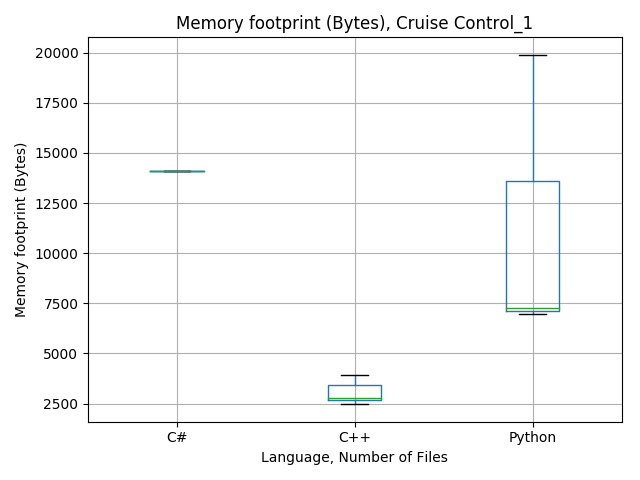 Memory footprint (Bytes), Cruise Control_1
Memory footprint (Bytes)
20000
17500
15000
12500
10000
7500
5000
2500
C#
C++
Python
Language, Number of Files